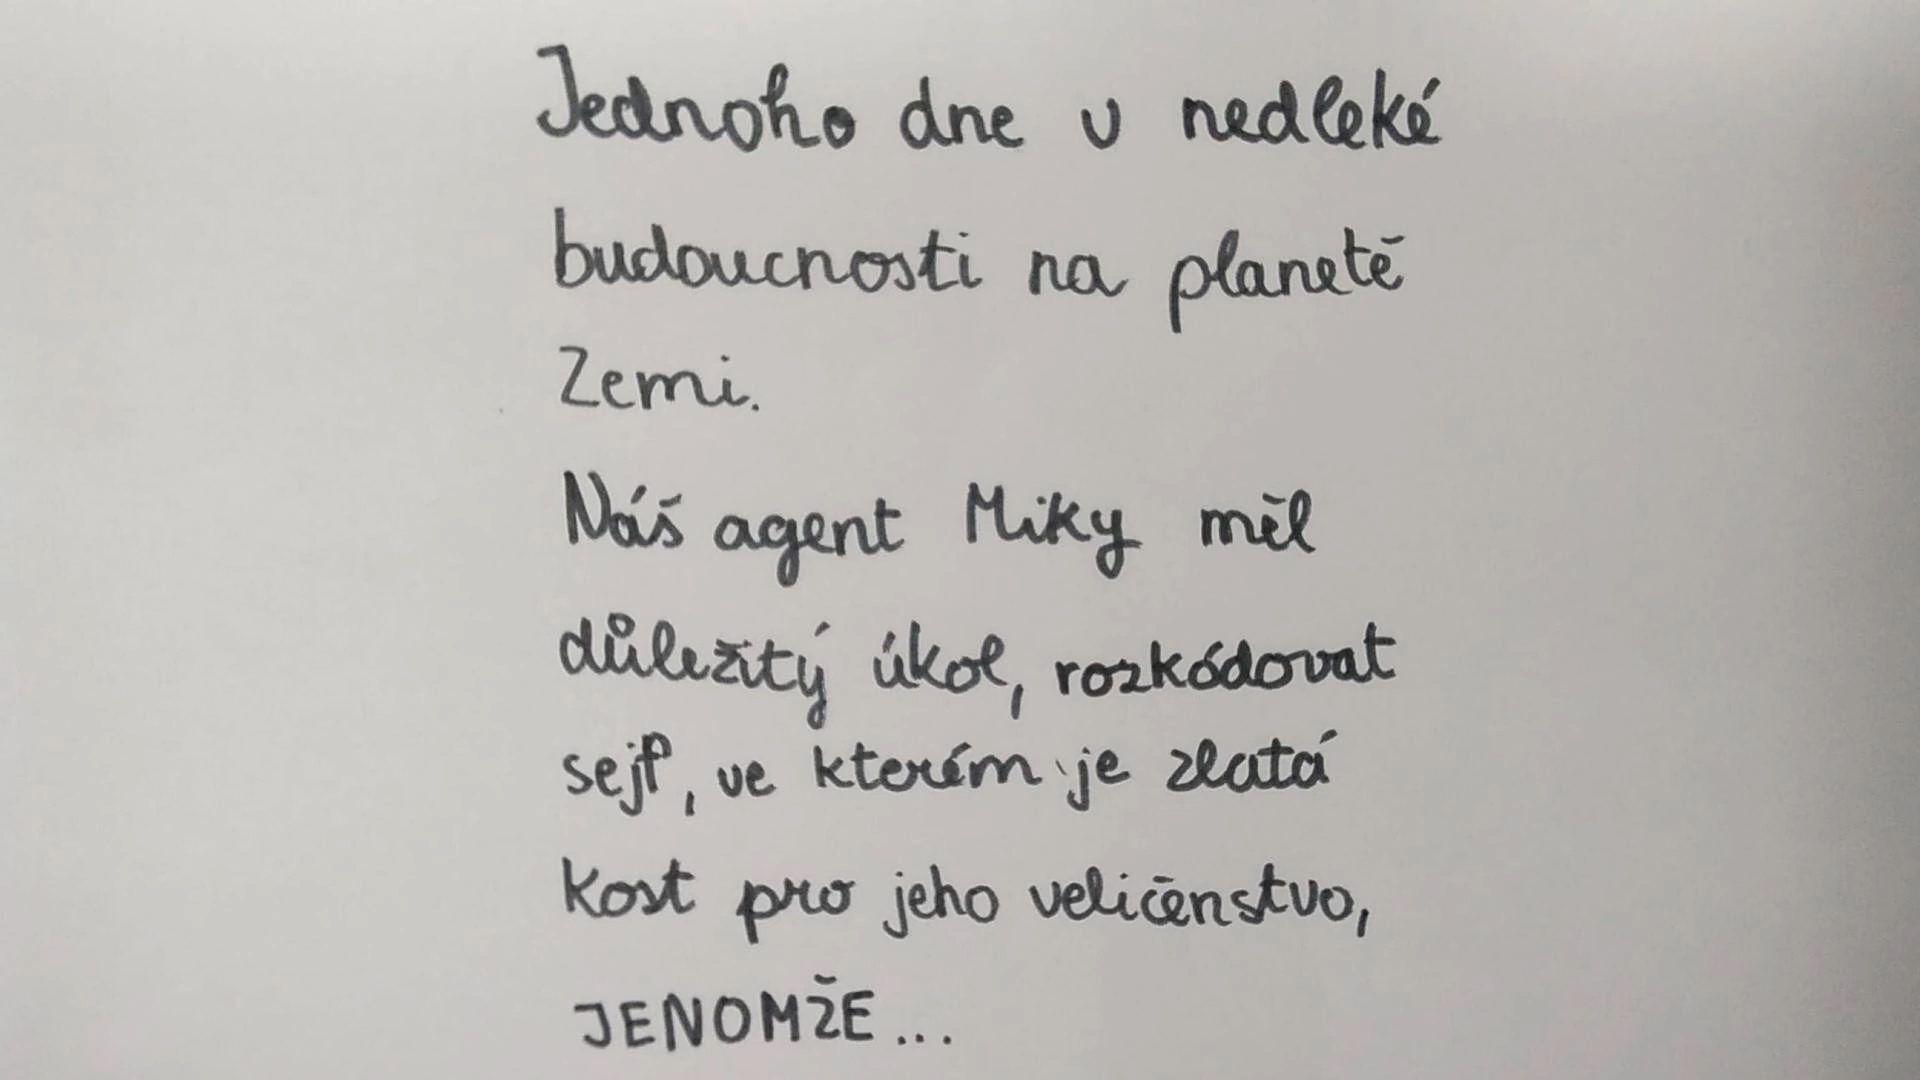 Jednoho dne v nedleké
budoucnosti na planetě
Zemi.
Náš agent Miky měl
důležitý úkol, rozkódovat
sejf, ve kterém je zlatá
kost pro jeho veličenstvo,
JENOMŽE...